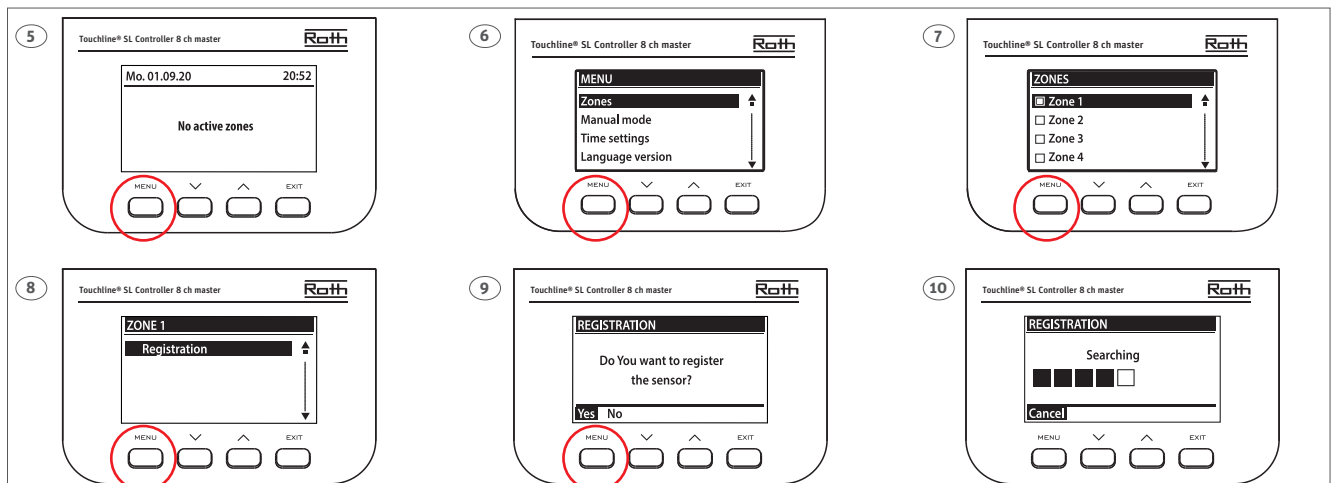 5
Touchline® SL Controller 8 ch master Roth
Mo. 01.09.20 20:52
No active zones
MENU EXIT
6
Touchline® SL Controller 8 ch master Roth
MENU
Zones
Manual mode
Time settings
Language version
MENU EXIT
7
Touchline® SL Controller 8 ch master Roth
ZONES
Zone 1
Zone 2
Zone 3
Zone 4
MENU EXIT
8
Touchline® SL Controller 8 ch master Roth
ZONE 1
Registration
MENU EXIT
9
Touchline® SL Controller 8 ch master Roth
REGISTRATION
Do You want to register
the sensor?
Yes No
MENU EXIT
10
Touchline® SL Controller 8 ch master Roth
REGISTRATION
Searching
Cancel
MENU EXIT